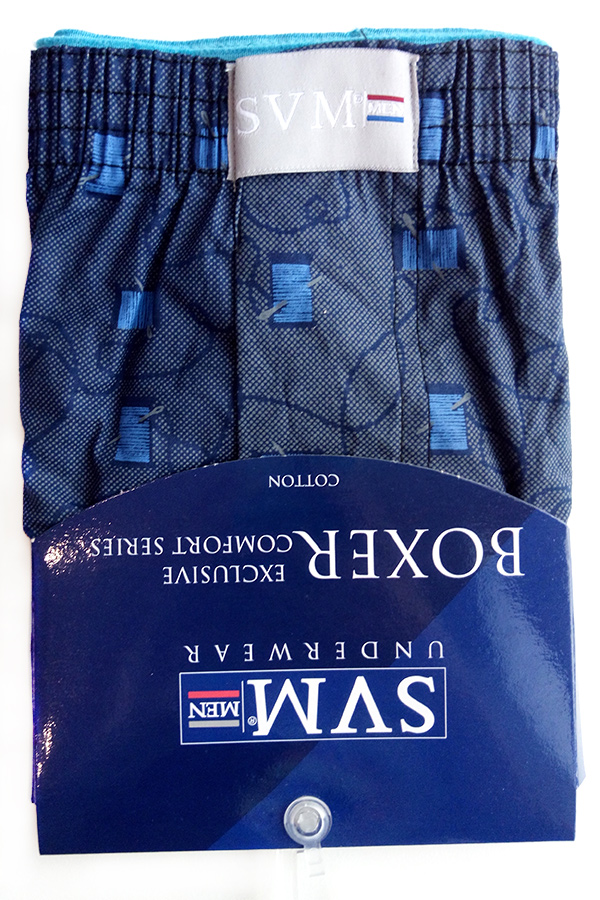 SVM® MEN
SVM® MEN
UNDERWEAR
BOXER EXCLUSIVE
COMFORT SERIES
COTTON